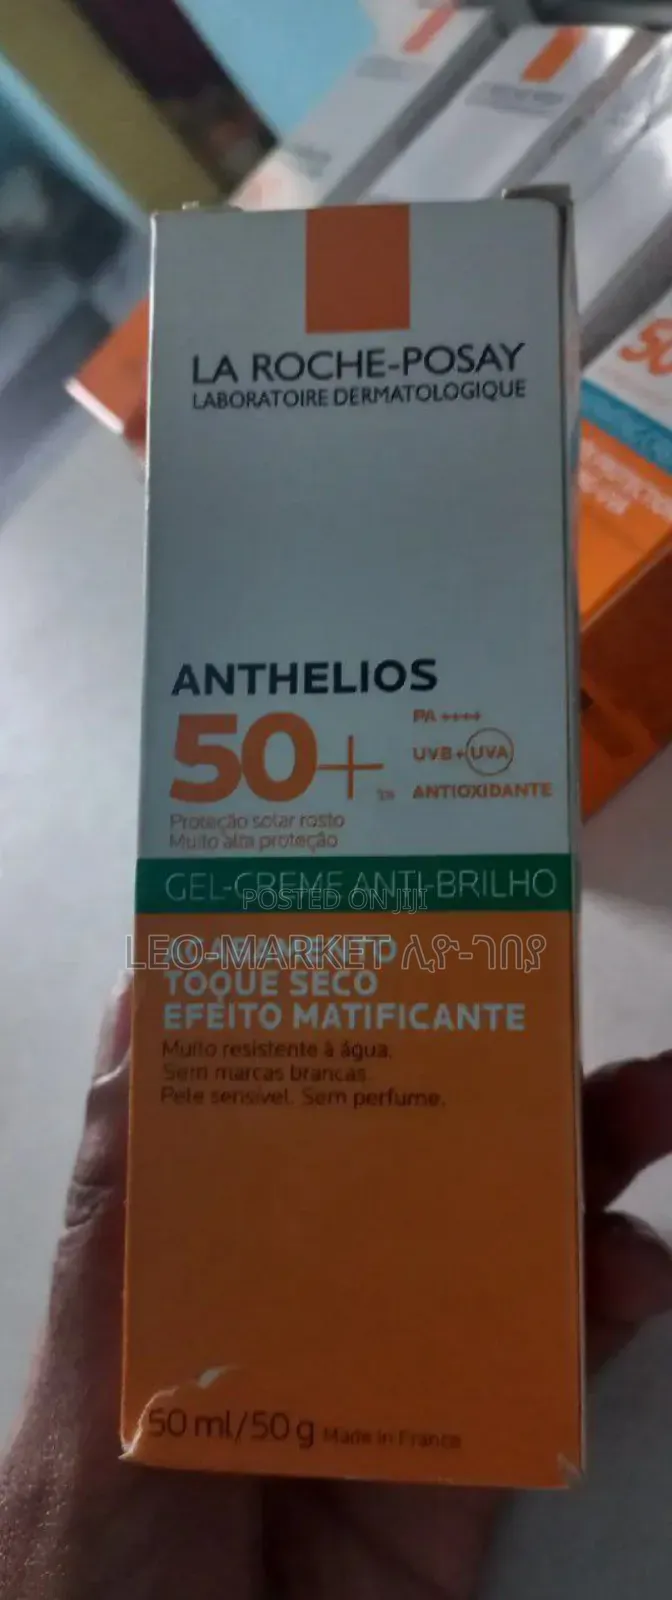 LA ROCHE-POSAY
LABORATOIRE DERMATOLOGIQUE
ANTHELIOS
50+
PA ++++
UVB+UVA
ANTIOXIDANTE
Proteção solar rosto
Muito alta proteção
GEL-CREME ANTI-BRILHO
POSTED ON JIJI
LEO-MARKET ሊዮ-ገበያ
TOQUE SECO
EFEITO MATIFICANTE
Muito resistente à água.
Sem marcas brancas.
Pele sensível. Sem perfume.
50 ml/50 g Made in France
50